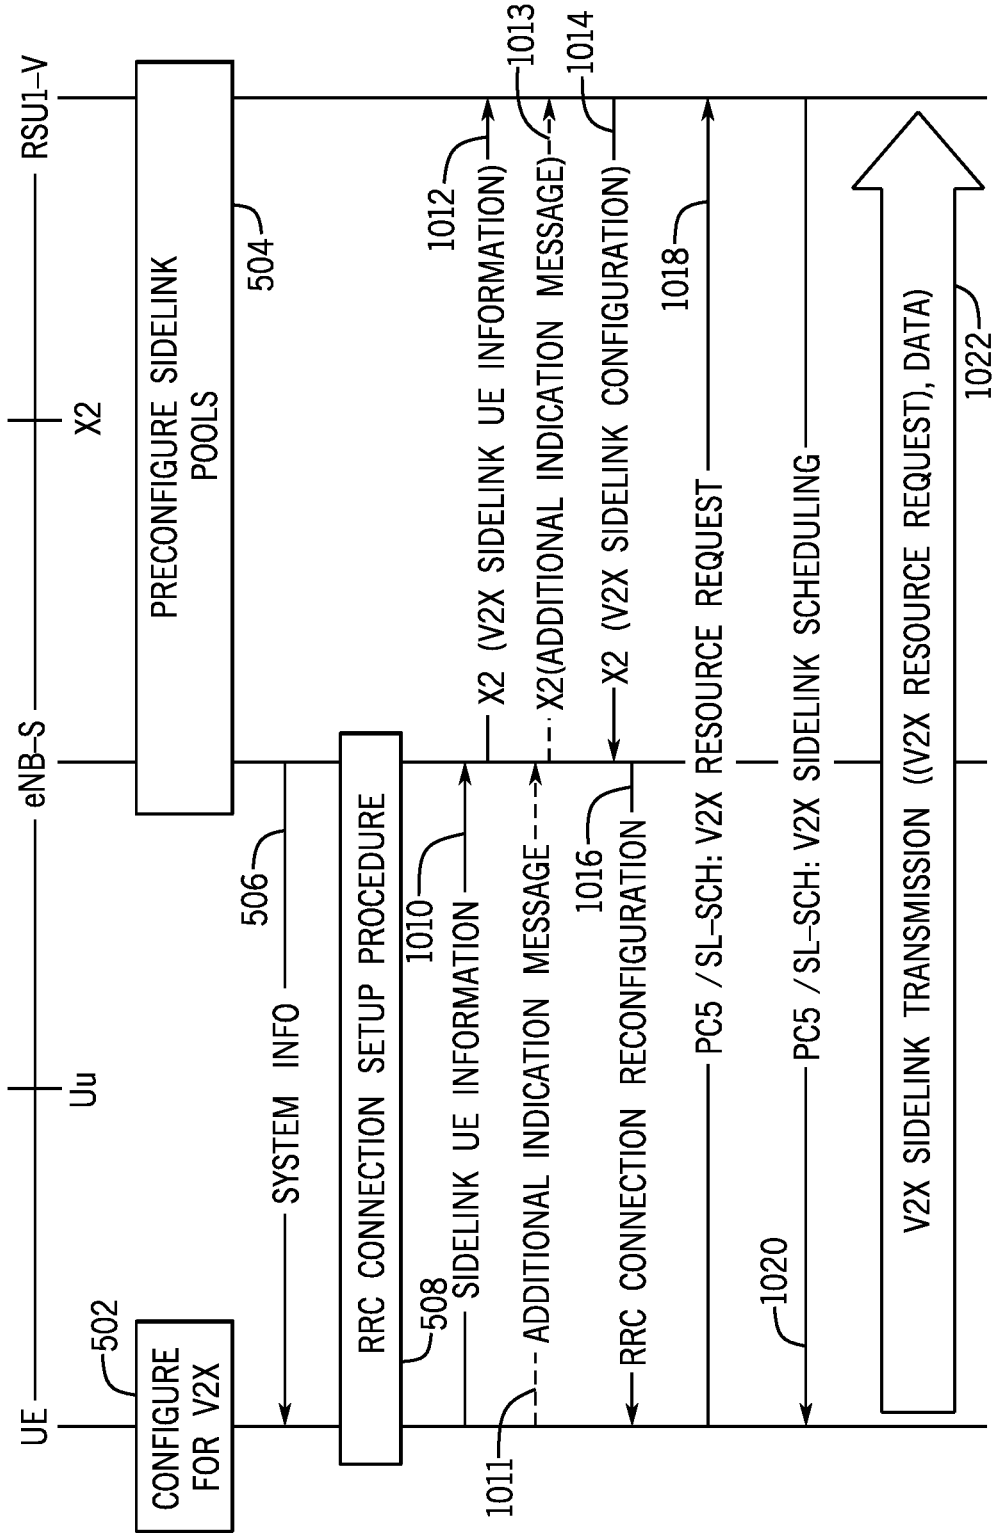 UE
Uu
eNB–S
X2
RSU1–V
502
CONFIGURE
FOR V2X
PRECONFIGURE SIDELINK
POOLS
504
506
SYSTEM INFO
RRC CONNECTION SETUP PROCEDURE
508
1010
SIDELINK UE INFORMATION
1012
X2 (V2X SIDELINK UE INFORMATION)
1011
ADDITIONAL INDICATION MESSAGE
1013
X2(ADDITIONAL INDICATION MESSAGE)
1014
X2 (V2X SIDELINK CONFIGURATION)
1016
RRC CONNECTION RECONFIGURATION
1018
PC5 /SL–SCH: V2X RESOURCE REQUEST
1020
PC5 /SL–SCH: V2X SIDELINK SCHEDULING
V2X SIDELINK TRANSMISSION ((V2X RESOURCE REQUEST), DATA)
1022